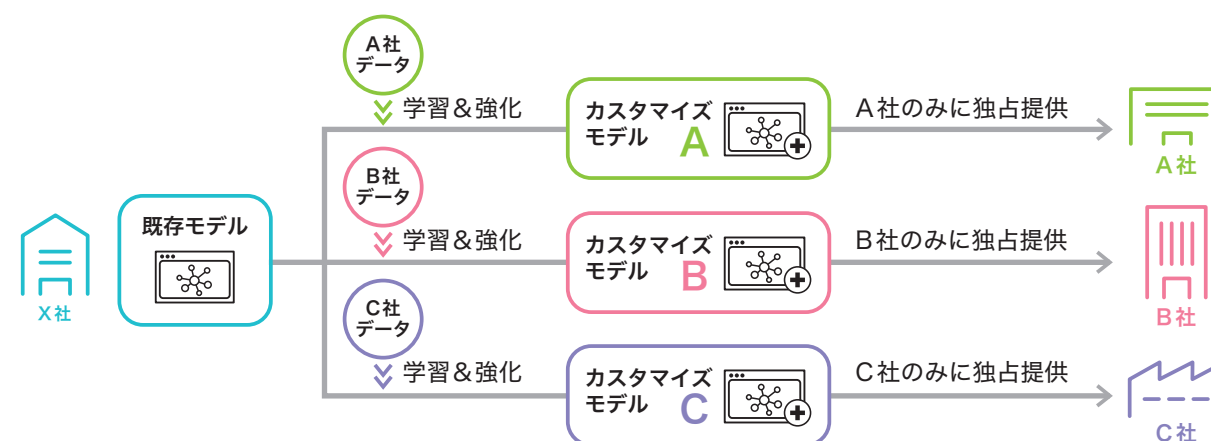 A社
データ
学習＆強化
カスタマイズ
モデル A
A社のみに独占提供
A社
B社
データ
学習＆強化
カスタマイズ
モデル B
B社のみに独占提供
B社
既存モデル
X社
C社
データ
学習＆強化
カスタマイズ
モデル C
C社のみに独占提供
C社